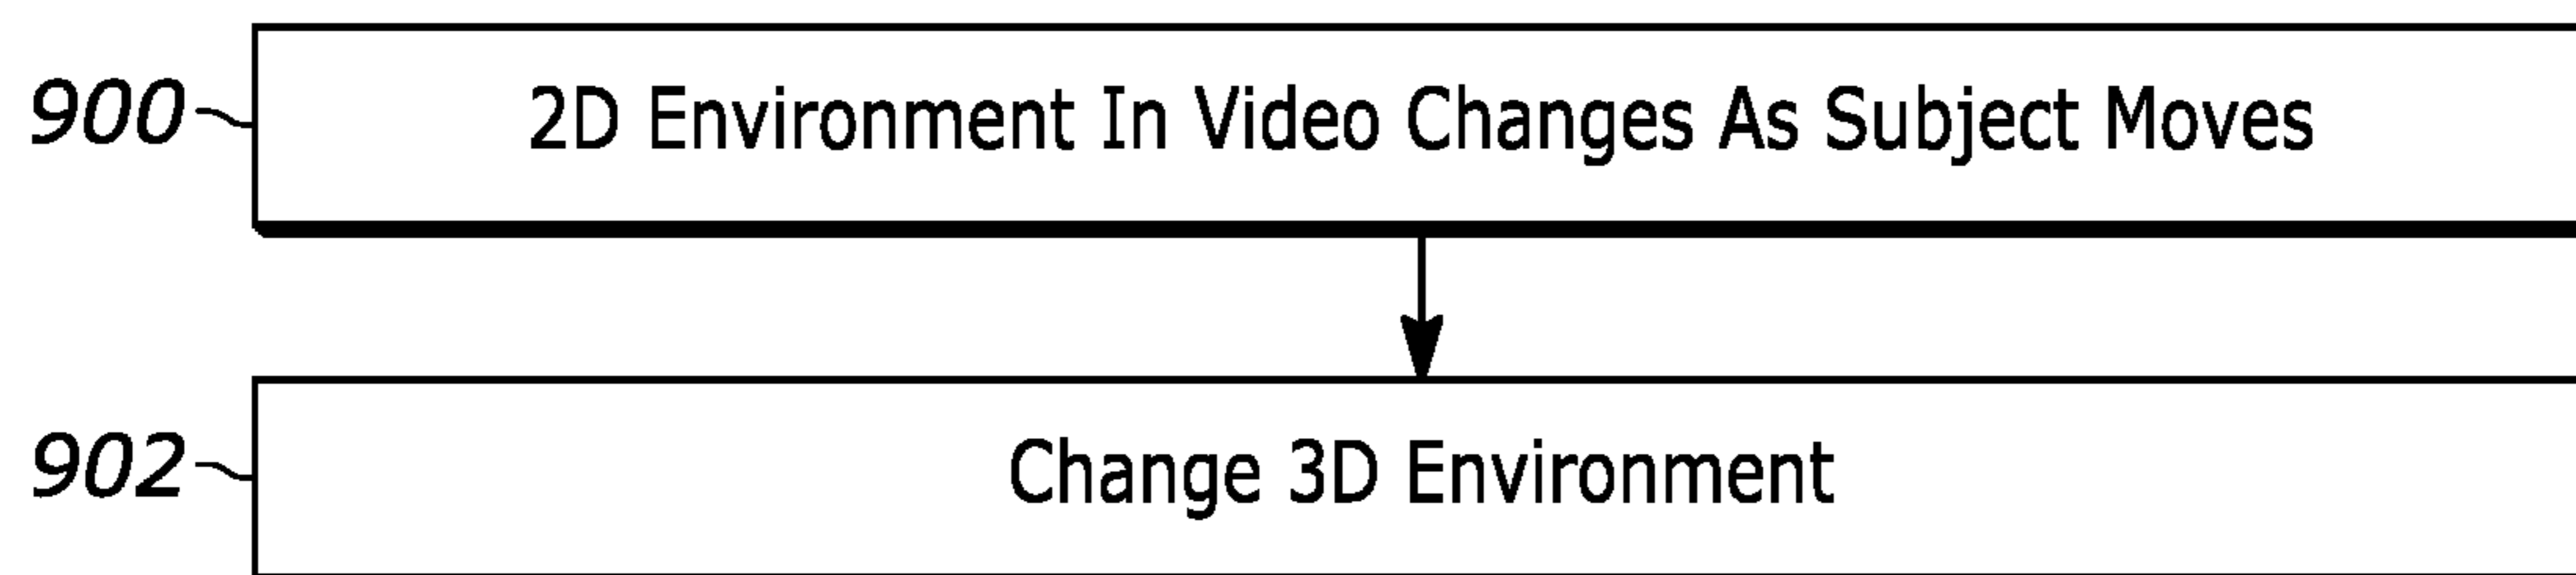 900 2D Environment In Video Changes As Subject Moves
902 Change 3D Environment